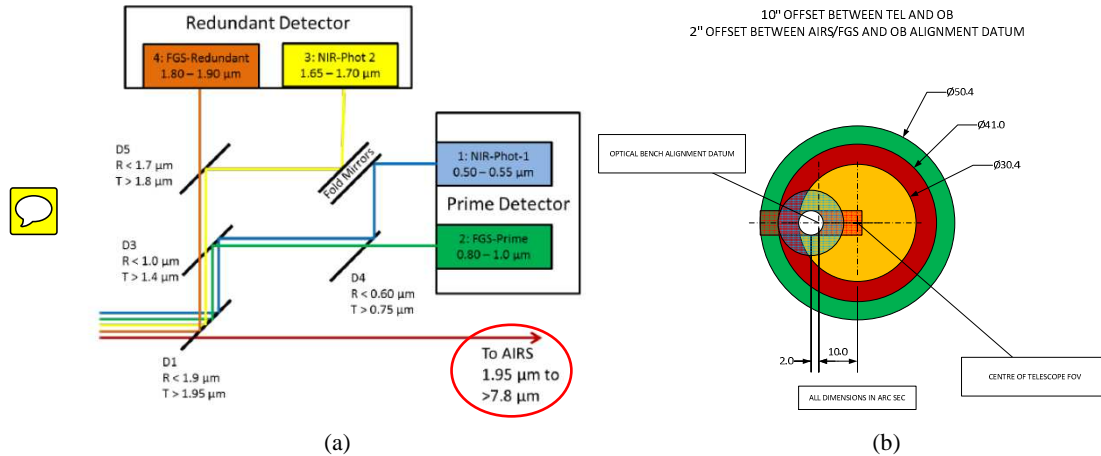 Redundant Detector
4: FGS-Redundant
1.80 – 1.90 µm
3: NIR-Phot 2
1.65 – 1.70 µm
D5
R < 1.7 µm
T > 1.8 µm
Fold Mirrors
1: NIR-Phot-1
0.50 – 0.55 µm
Prime Detector
2: FGS-Prime
0.80 – 1.0 µm
D3
R < 1.0 µm
T > 1.4 µm
D4
R < 0.60 µm
T > 0.75 µm
D1
R < 1.9 µm
T > 1.95 µm
To AIRS
1.95 µm to
>7.8 µm
(a)
10" OFFSET BETWEEN TEL AND OB
2" OFFSET BETWEEN AIRS/FGS AND OB ALIGNMENT DATUM
Ø50.4
Ø41.0
Ø30.4
OPTICAL BENCH ALIGNMENT DATUM
2.0
10.0
CENTRE OF TELESCOPE FOV
ALL DIMENSIONS IN ARC SEC
(b)